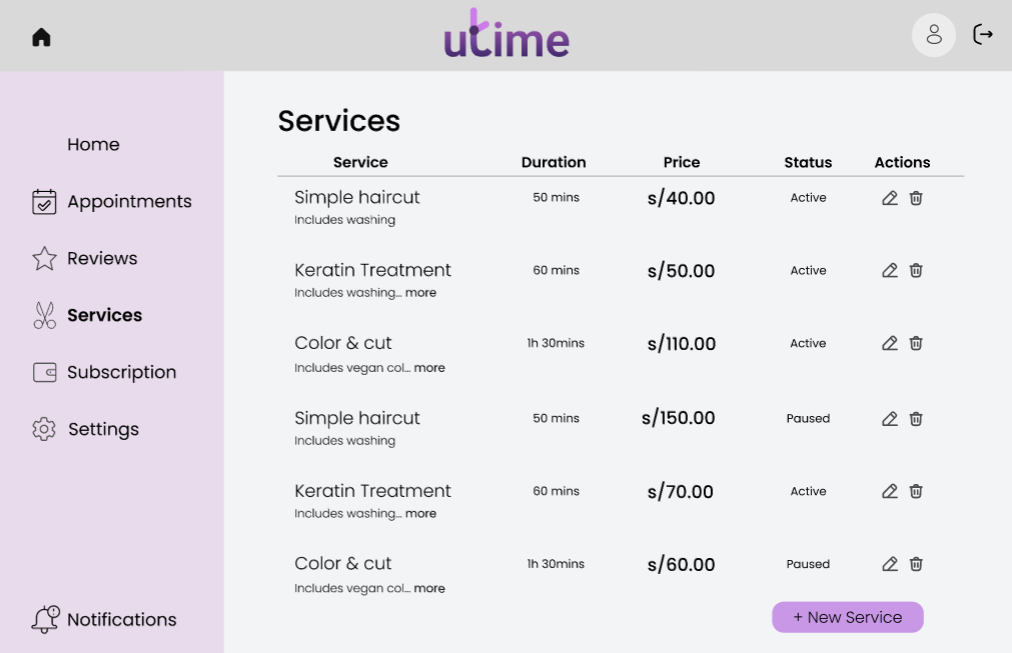 utime
Home
Appointments
Reviews
Services
Subscription
Settings
Notifications
Services
Service Duration Price Status Actions
Simple haircut 50 mins s/40.00 Active
Includes washing
Keratin Treatment 60 mins s/50.00 Active
Includes washing... more
Color & cut 1h 30mins s/110.00 Active
Includes vegan col... more
Simple haircut 50 mins s/150.00 Paused
Includes washing
Keratin Treatment 60 mins s/70.00 Active
Includes washing... more
Color & cut 1h 30mins s/60.00 Paused
Includes vegan col... more
+ New Service